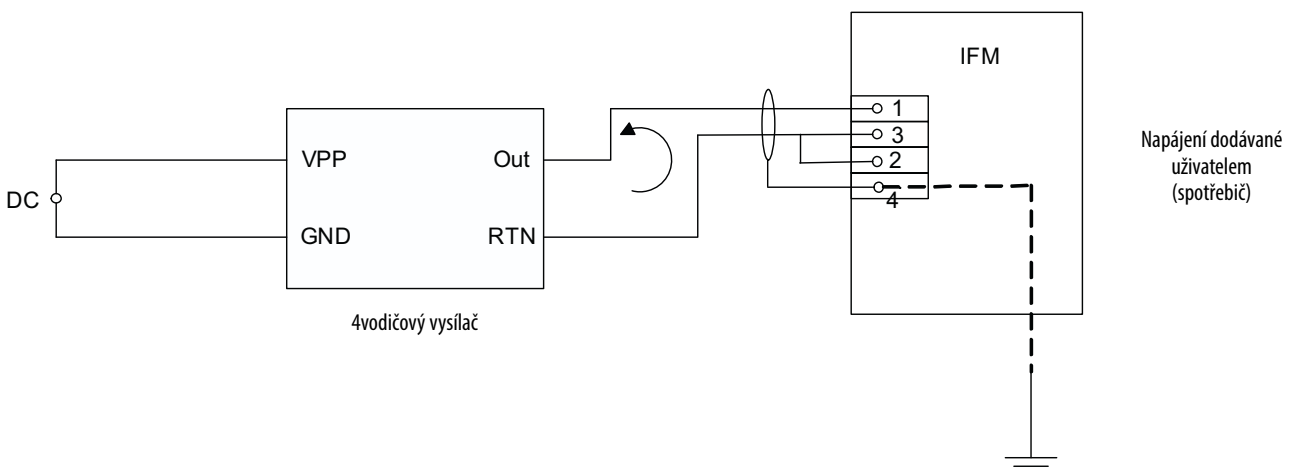 IFM
1
3
2
4
VPP
Out
DC
GND
RTN
4vodičový vysílač
Napájení dodávané
uživatelem
(spotřebič)